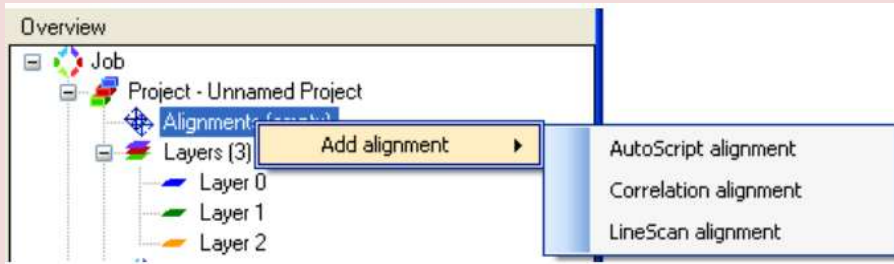 Overview
Job
Project - Unnamed Project
Alignments (empty)
Add alignment
Layers (3)
Layer 0
Layer 1
Layer 2
AutoScript alignment
Correlation alignment
LineScan alignment